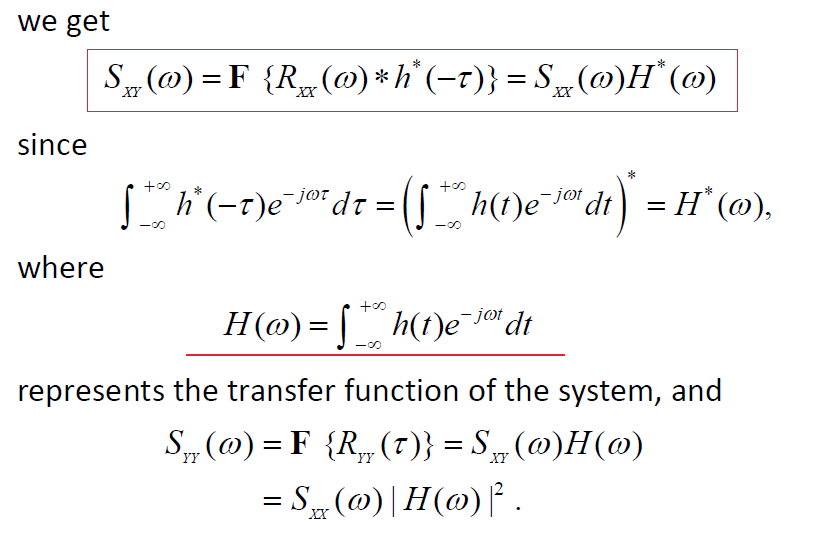 we get
S_XY(ω) = F {R_XX(ω) * h*(−τ)} = S_XX(ω)H*(ω)
since
∫_{−∞}^{+∞} h*(−τ)e^{−jωτ} dτ = (∫_{−∞}^{+∞} h(t)e^{−jωt} dt)* = H*(ω),
where
H(ω) = ∫_{−∞}^{+∞} h(t)e^{−jωt} dt
represents the transfer function of the system, and
S_YY(ω) = F {R_YY(τ)} = S_XY(ω)H(ω)
= S_XX(ω) | H(ω) |² .